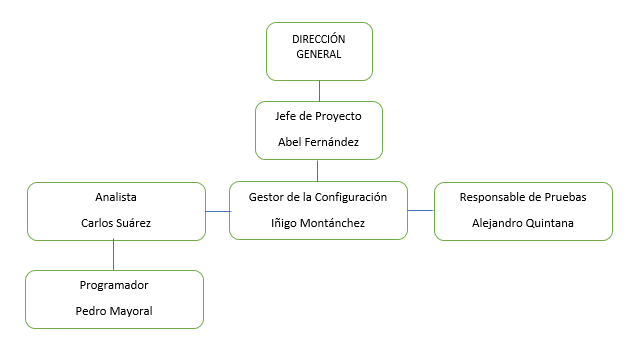 DIRECCIÓN
GENERAL
Jefe de Proyecto
Abel Fernández
Analista
Carlos Suárez
Gestor de la Configuración
Iñigo Montánchez
Responsable de Pruebas
Alejandro Quintana
Programador
Pedro Mayoral